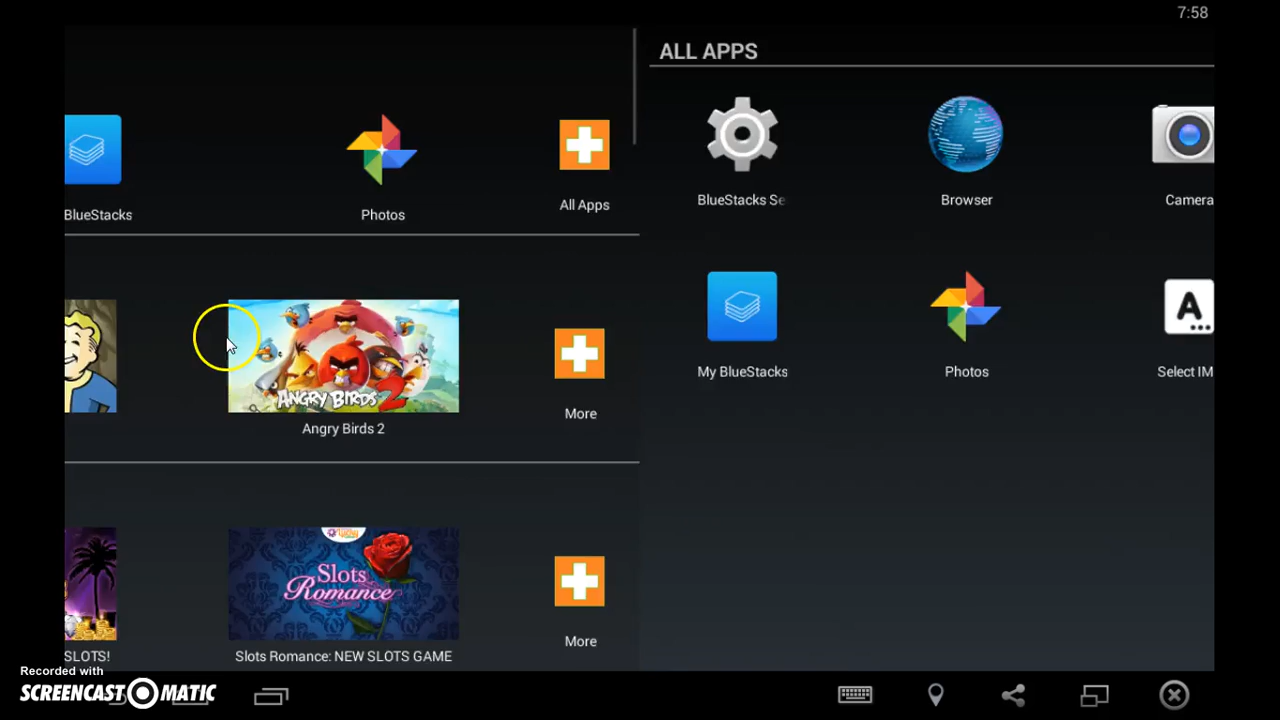 7:58
ALL APPS
BlueStacks
Photos
All Apps
BlueStacks Se
Browser
Camera
My BlueStacks
Photos
A
Select IM
ANGRY BIRDS 2
Angry Birds 2
More
Slots
Romance
SLOTS!
Slots Romance: NEW SLOTS GAME
More
Recorded with
SCREENCAST MATIC